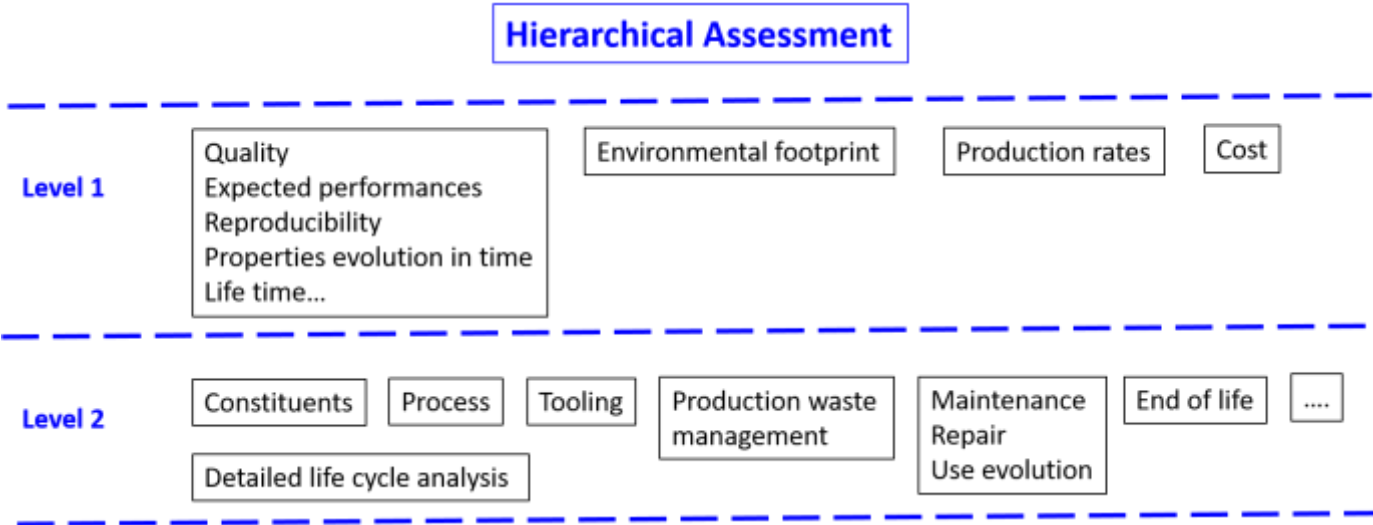 Hierarchical Assessment
Level 1
Quality
Expected performances
Reproducibility
Properties evolution in time
Life time...
Environmental footprint
Production rates
Cost
Level 2
Constituents
Process
Tooling
Production waste
management
Maintenance
Repair
Use evolution
End of life
....
Detailed life cycle analysis